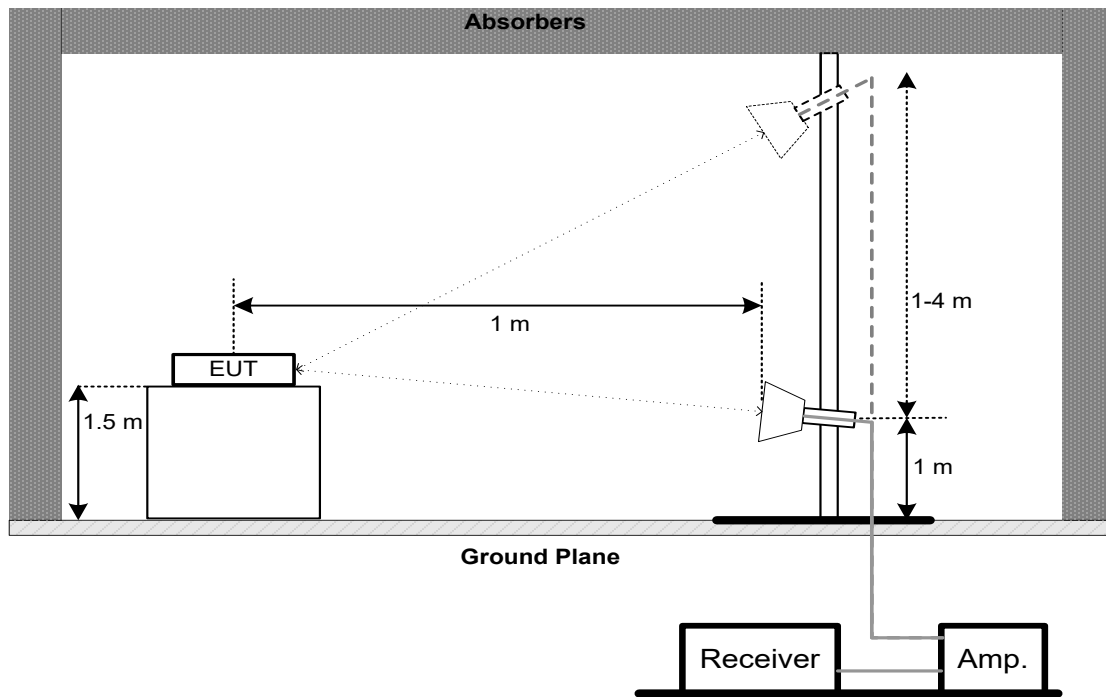 Absorbers
1-4 m
1 m
EUT
1.5 m
1 m
Ground Plane
Receiver
Amp.